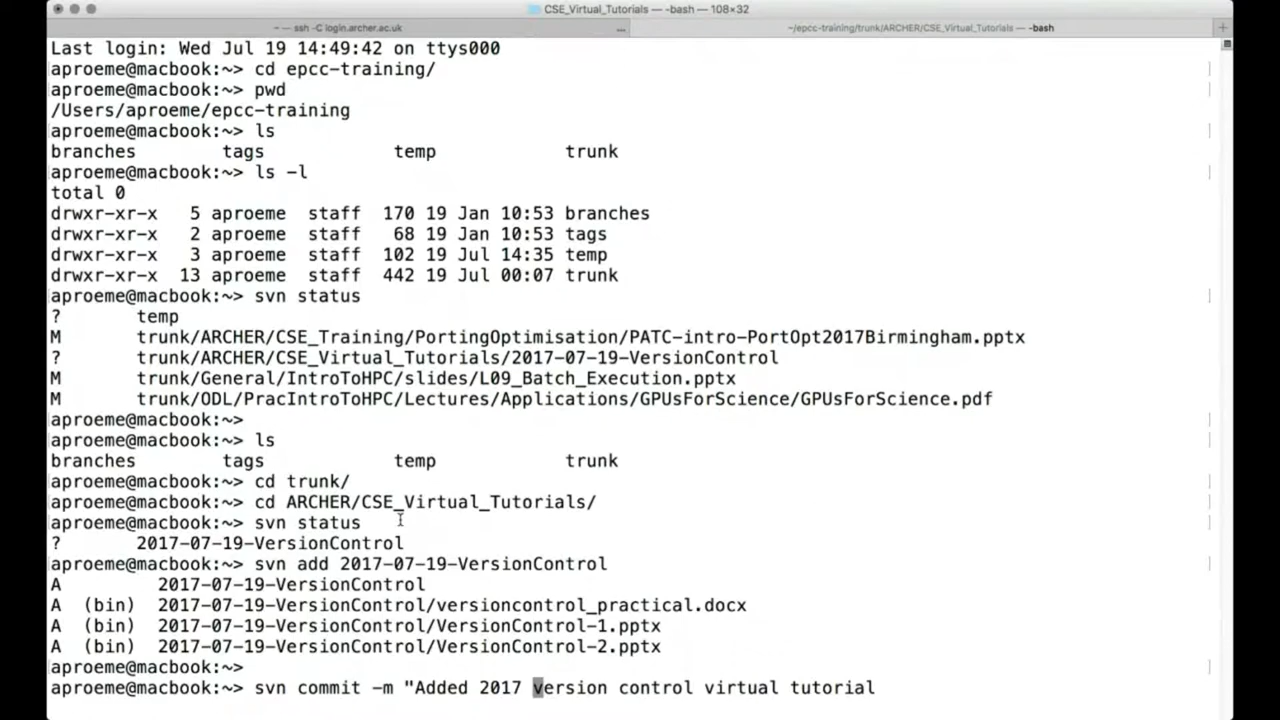 CSE_Virtual_Tutorials — -bash — 108×32
~ — ssh -C login.archer.ac.uk ... ~/epcc-training/trunk/ARCHER/CSE_Virtual_Tutorials — -bash +
Last login: Wed Jul 19 14:49:42 on ttys000
aproeme@macbook:~> cd epcc-training/
aproeme@macbook:~> pwd
/Users/aproeme/epcc-training
aproeme@macbook:~> ls
branches tags temp trunk
aproeme@macbook:~> ls -l
total 0
drwxr-xr-x 5 aproeme staff 170 19 Jan 10:53 branches
drwxr-xr-x 2 aproeme staff 68 19 Jan 10:53 tags
drwxr-xr-x 3 aproeme staff 102 19 Jul 14:35 temp
drwxr-xr-x 13 aproeme staff 442 19 Jul 00:07 trunk
aproeme@macbook:~> svn status
? temp
M trunk/ARCHER/CSE_Training/PortingOptimisation/PATC-intro-PortOpt2017Birmingham.pptx
? trunk/ARCHER/CSE_Virtual_Tutorials/2017-07-19-VersionControl
M trunk/General/IntroToHPC/slides/L09_Batch_Execution.pptx
M trunk/ODL/PracIntroToHPC/Lectures/Applications/GPUsForScience/GPUsForScience.pdf
aproeme@macbook:~>
aproeme@macbook:~> ls
branches tags temp trunk
aproeme@macbook:~> cd trunk/
aproeme@macbook:~> cd ARCHER/CSE_Virtual_Tutorials/
aproeme@macbook:~> svn status
? 2017-07-19-VersionControl
aproeme@macbook:~> svn add 2017-07-19-VersionControl
A 2017-07-19-VersionControl
A (bin) 2017-07-19-VersionControl/versioncontrol_practical.docx
A (bin) 2017-07-19-VersionControl/VersionControl-1.pptx
A (bin) 2017-07-19-VersionControl/VersionControl-2.pptx
aproeme@macbook:~>
aproeme@macbook:~> svn commit -m "Added 2017 version control virtual tutorial